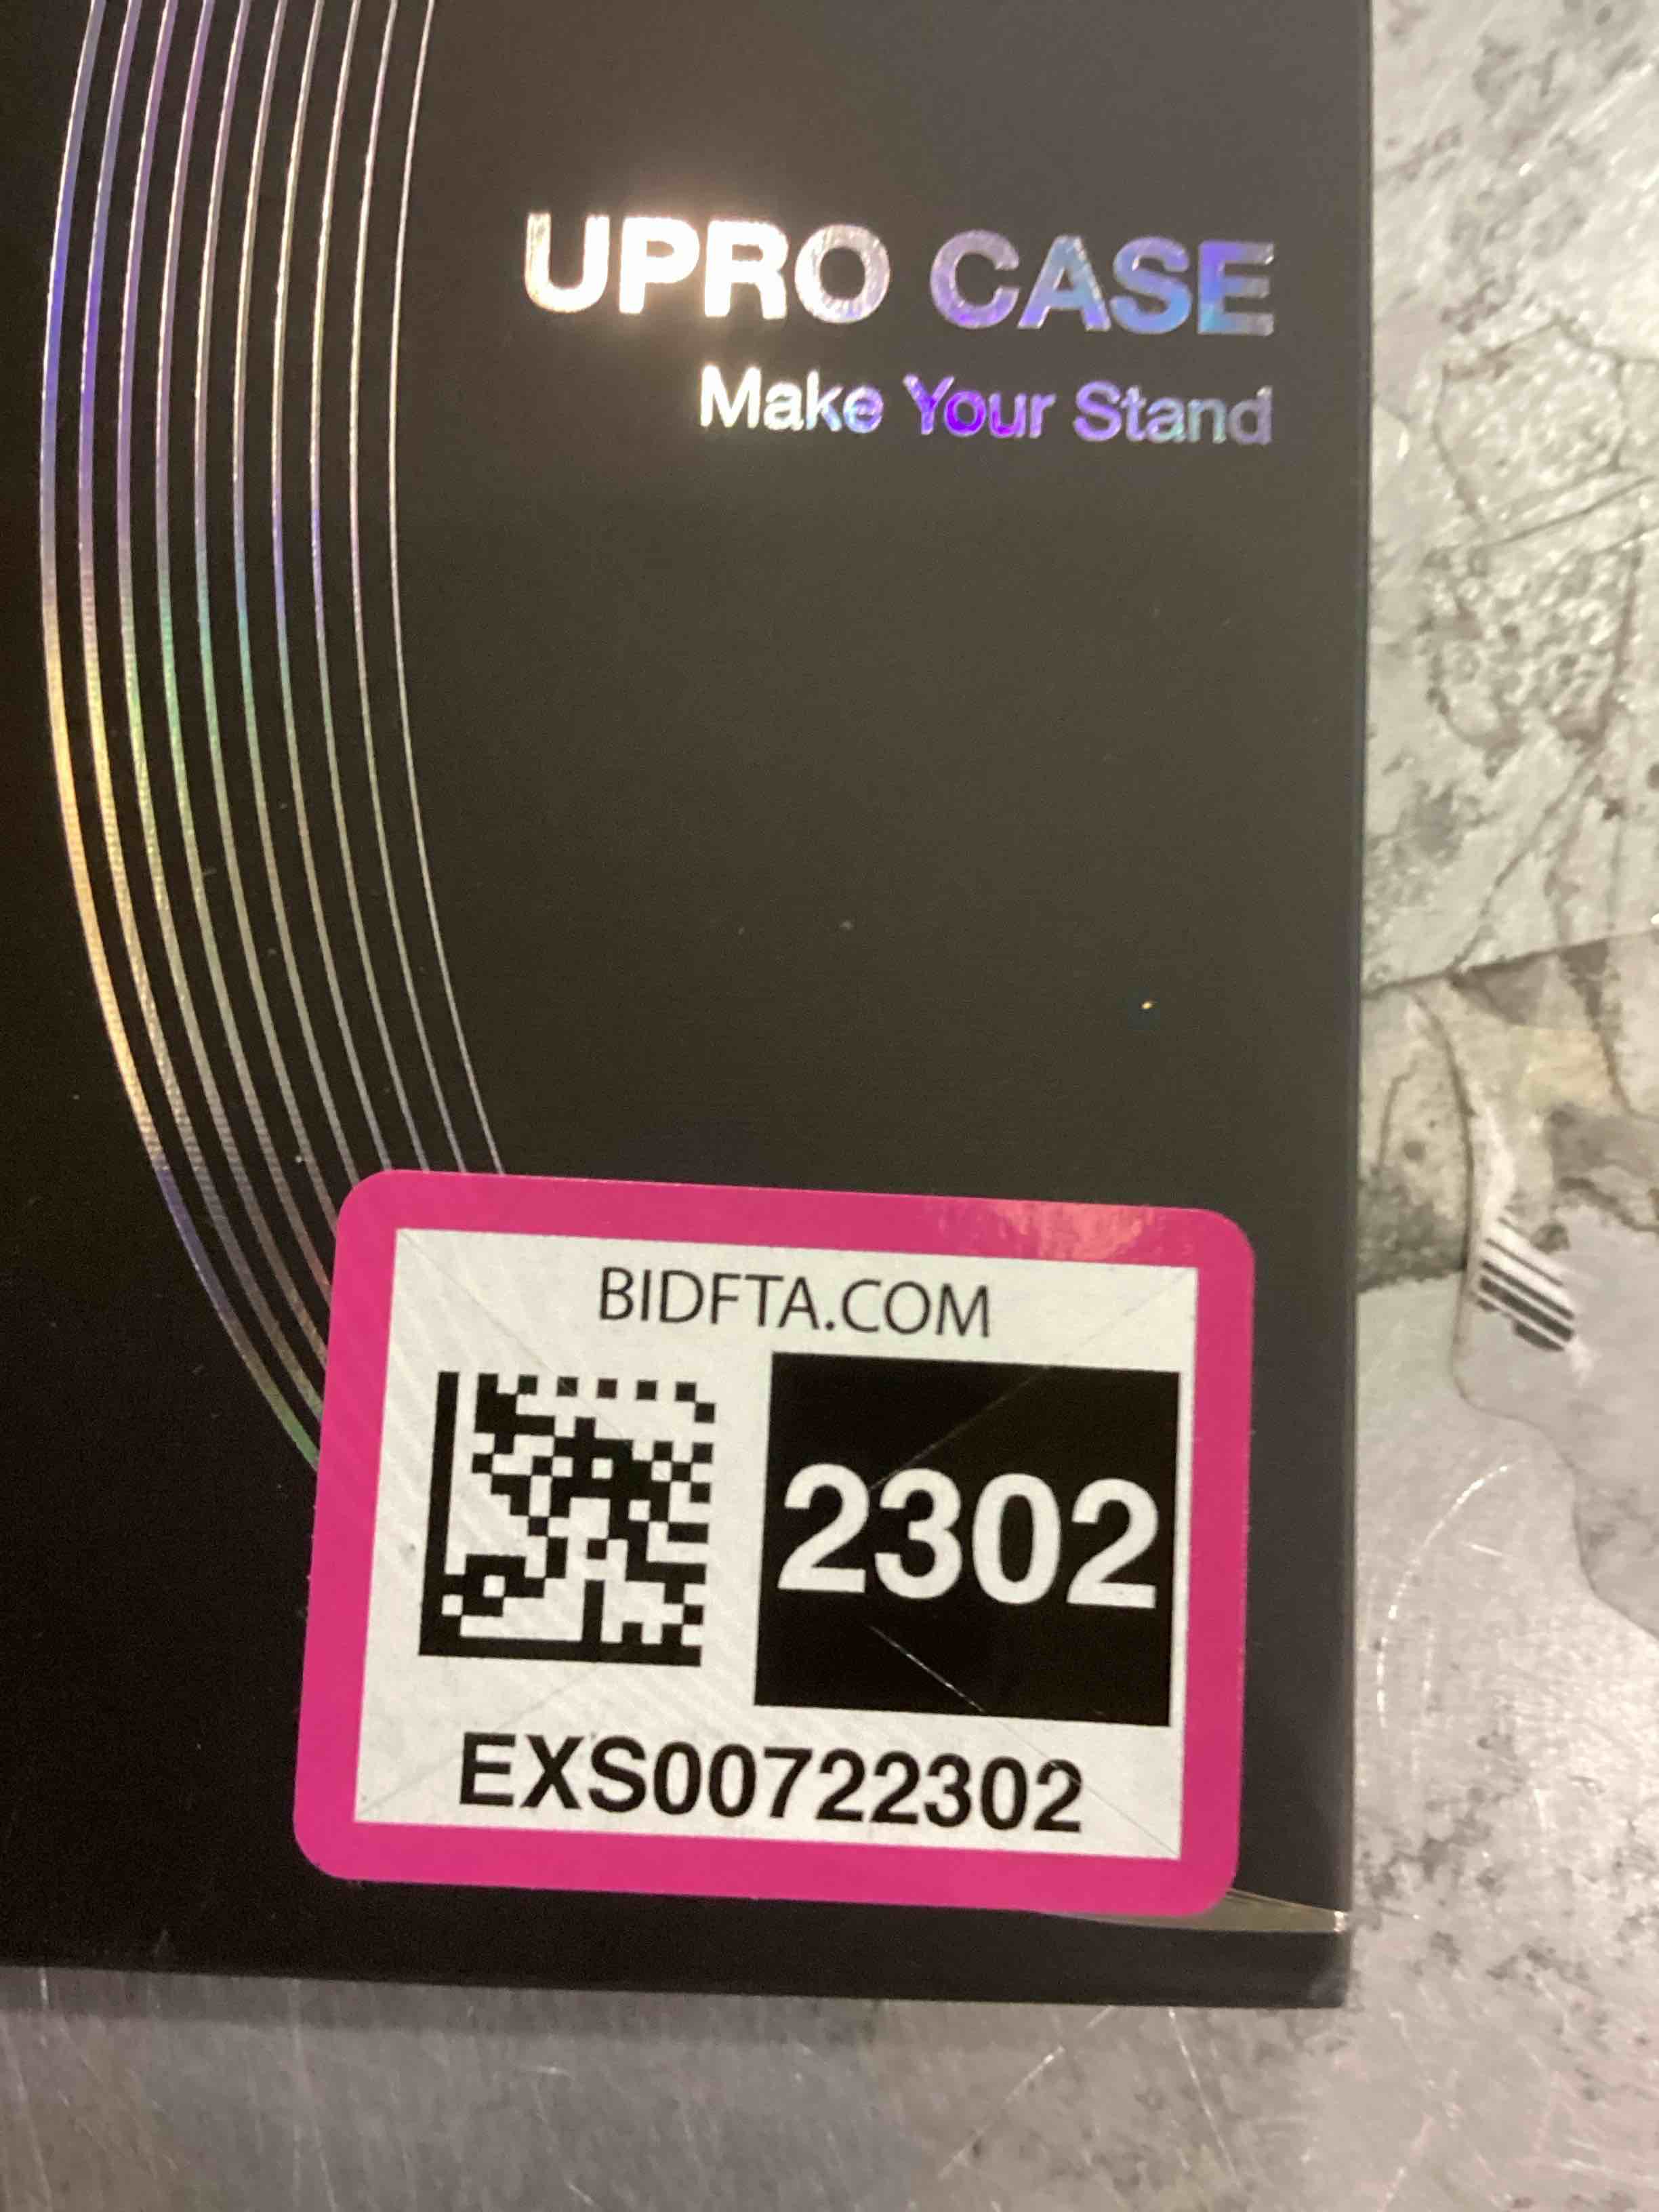 UPRO CASE
Make Your Stand
BIDFTA.COM
2302
EXS00722302